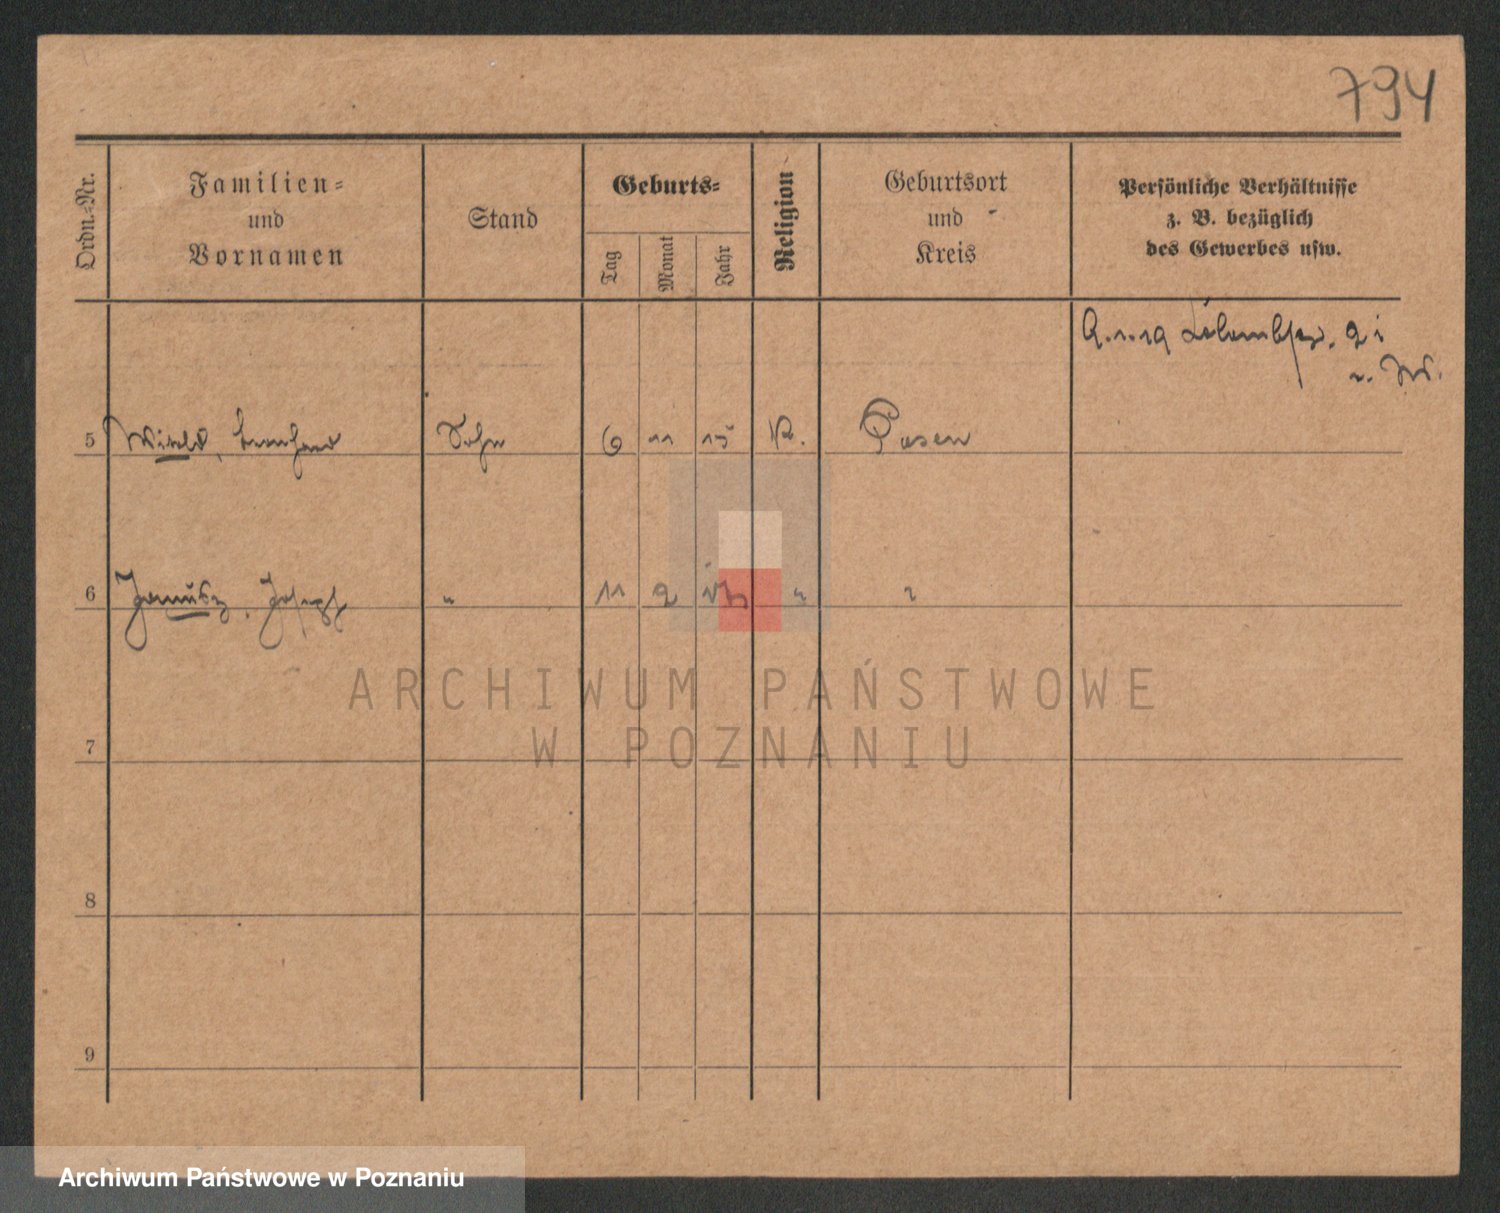 794
Ordn.-Nr.
Familien-
und
Vornamen
Stand
Geburts-
Tag
Monat
Jahr
Religion
Geburtsort
und
Kreis
Persönliche Verhältnisse
z. B. bezüglich
des Gewerbes usw.
5 Sohn 6 11 15 K. Posen
6 Josef " 11 2 " "
7
8
9
ARCHIWUM PAŃSTWOWE
W POZNANIU
Archiwum Państwowe w Poznaniu